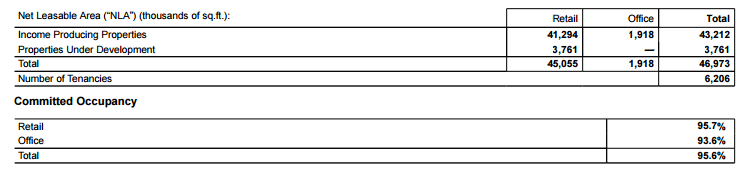 Net Leasable Area (“NLA”) (thousands of sq.ft.): Retail Office Total
Income Producing Properties 41,294 1,918 43,212
Properties Under Development 3,761 — 3,761
Total 45,055 1,918 46,973
Number of Tenancies 6,206
Committed Occupancy
Retail 95.7%
Office 93.6%
Total 95.6%